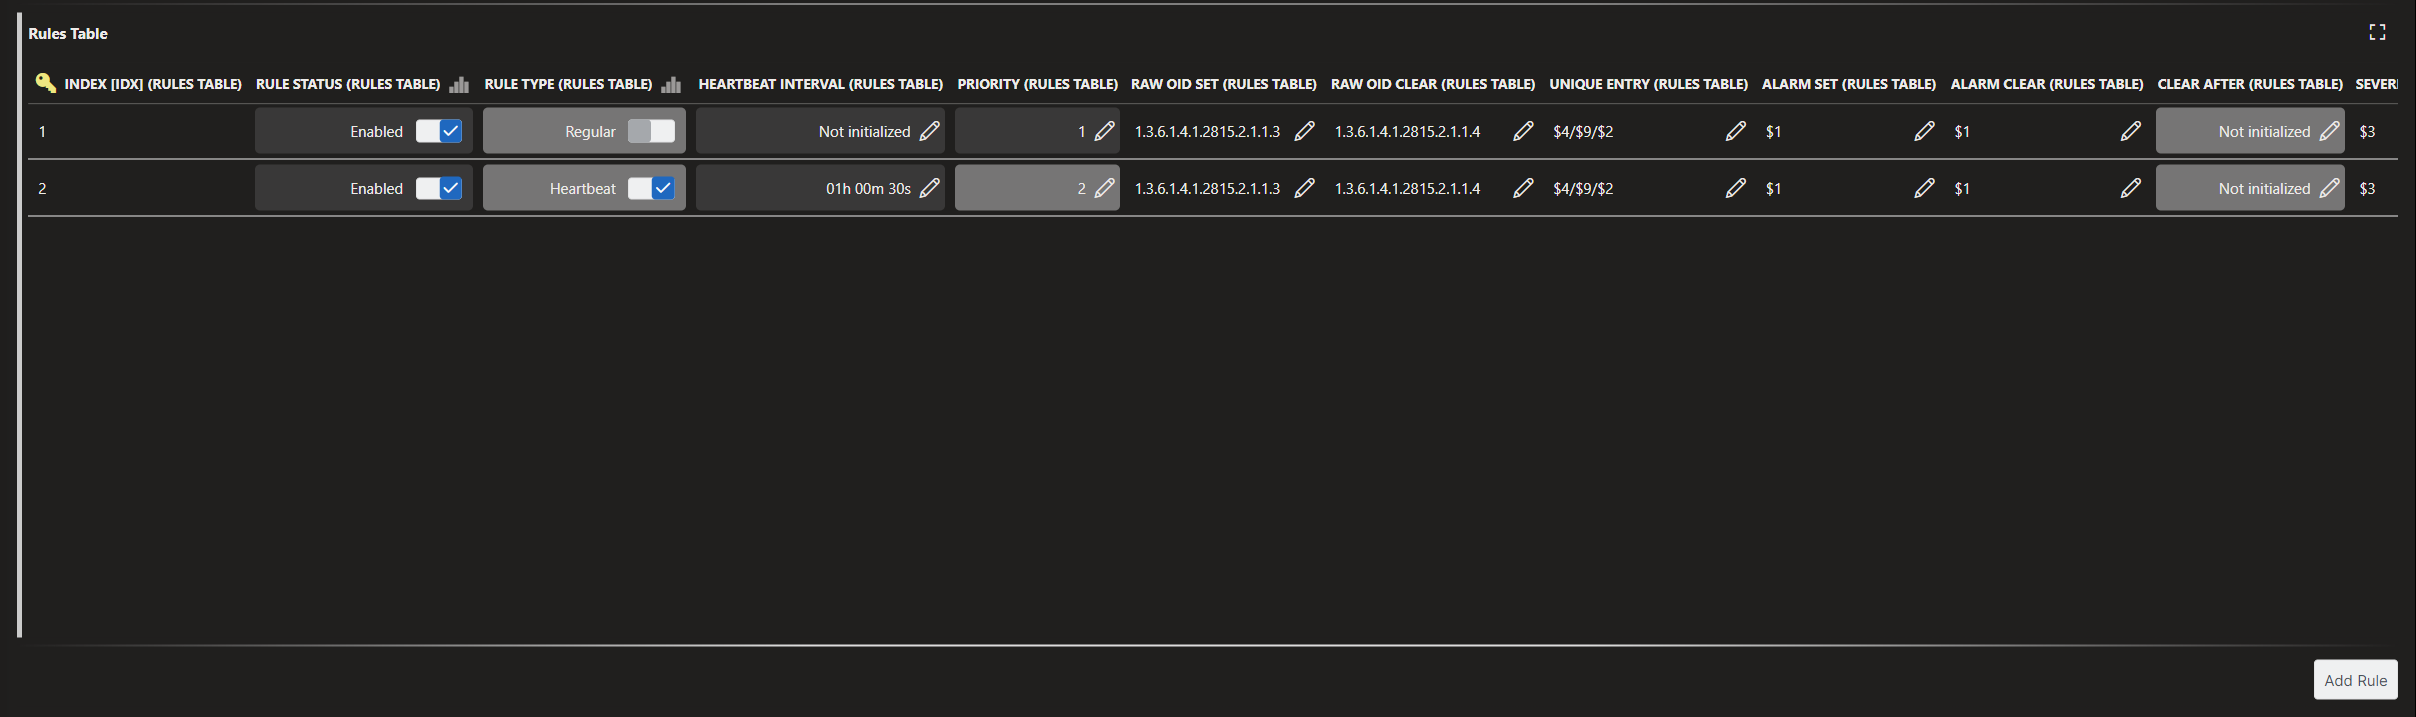 Rules Table
INDEX [IDX] (RULES TABLE) RULE STATUS (RULES TABLE) RULE TYPE (RULES TABLE) HEARTBEAT INTERVAL (RULES TABLE) PRIORITY (RULES TABLE) RAW OID SET (RULES TABLE) RAW OID CLEAR (RULES TABLE) UNIQUE ENTRY (RULES TABLE) ALARM SET (RULES TABLE) ALARM CLEAR (RULES TABLE) CLEAR AFTER (RULES TABLE) SEVERI
1 Enabled Regular Not initialized 1 1.3.6.1.4.1.2815.2.1.1.3 1.3.6.1.4.1.2815.2.1.1.4 $4/$9/$2 $1 $1 Not initialized $3
2 Enabled Heartbeat 01h 00m 30s 2 1.3.6.1.4.1.2815.2.1.1.3 1.3.6.1.4.1.2815.2.1.1.4 $4/$9/$2 $1 $1 Not initialized $3
Add Rule